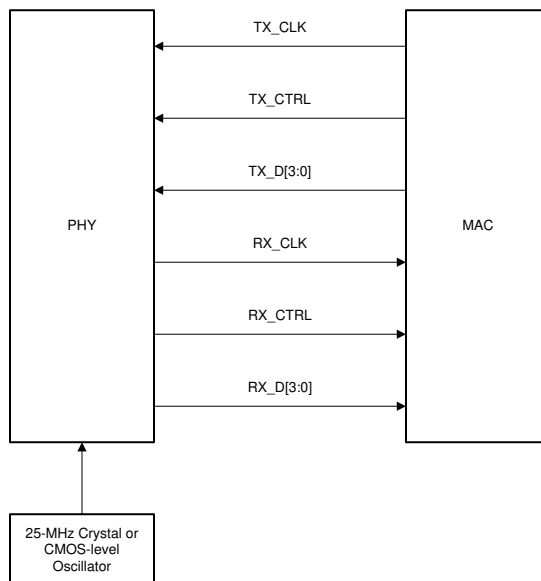 TX_CLK
TX_CTRL
TX_D[3:0]
PHY
MAC
RX_CLK
RX_CTRL
RX_D[3:0]
25-MHz Crystal or
CMOS-level
Oscillator